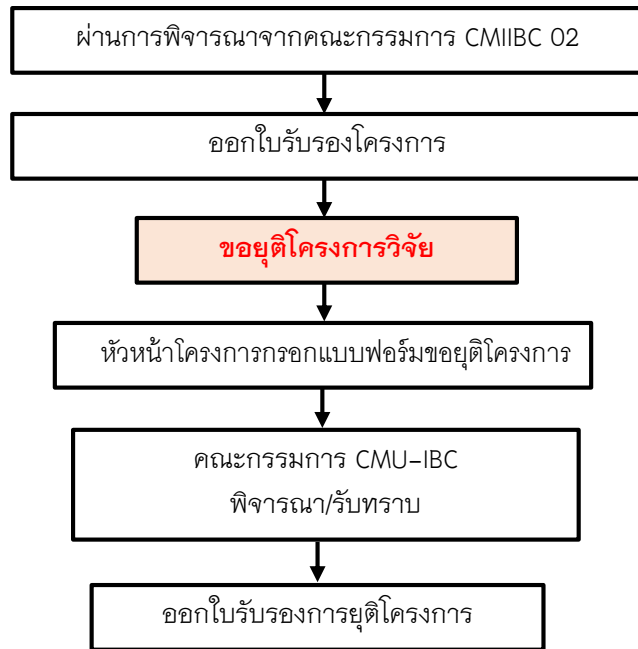 ผ่านการพิจารณาจากคณะกรรมการ CMIIBC 02
ออกใบรับรองโครงการ
ขอยุติโครงการวิจัย
หัวหน้าโครงการกรอกแบบฟอร์มขอยุติโครงการ
คณะกรรมการ CMU-IBC
พิจารณา/รับทราบ
ออกใบรับรองการยุติโครงการ